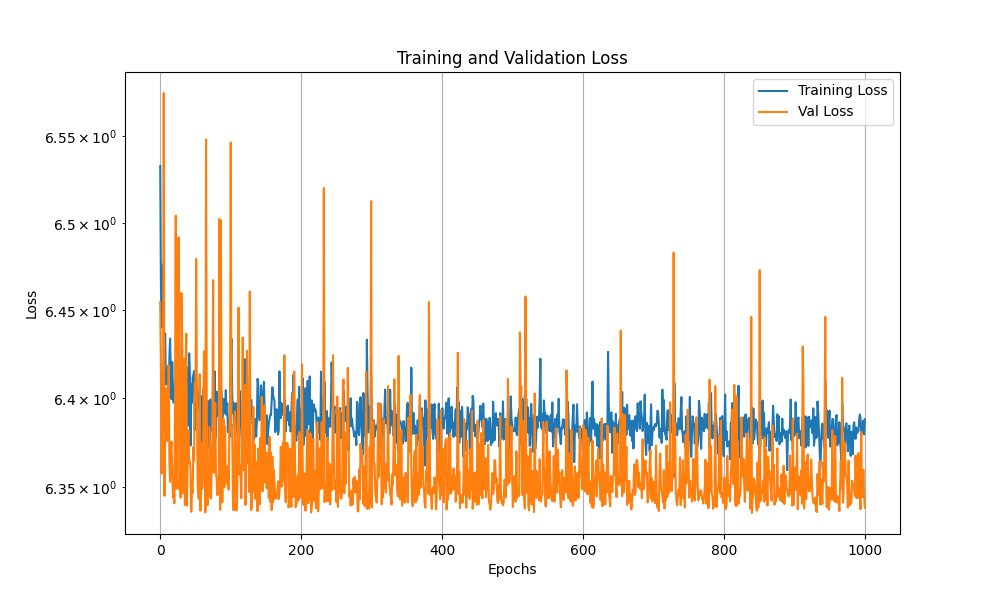 Training and Validation Loss
Training Loss
Val Loss
6.55 × 10⁰
6.5 × 10⁰
6.45 × 10⁰
6.4 × 10⁰
6.35 × 10⁰
Loss
0 200 400 600 800 1000
Epochs